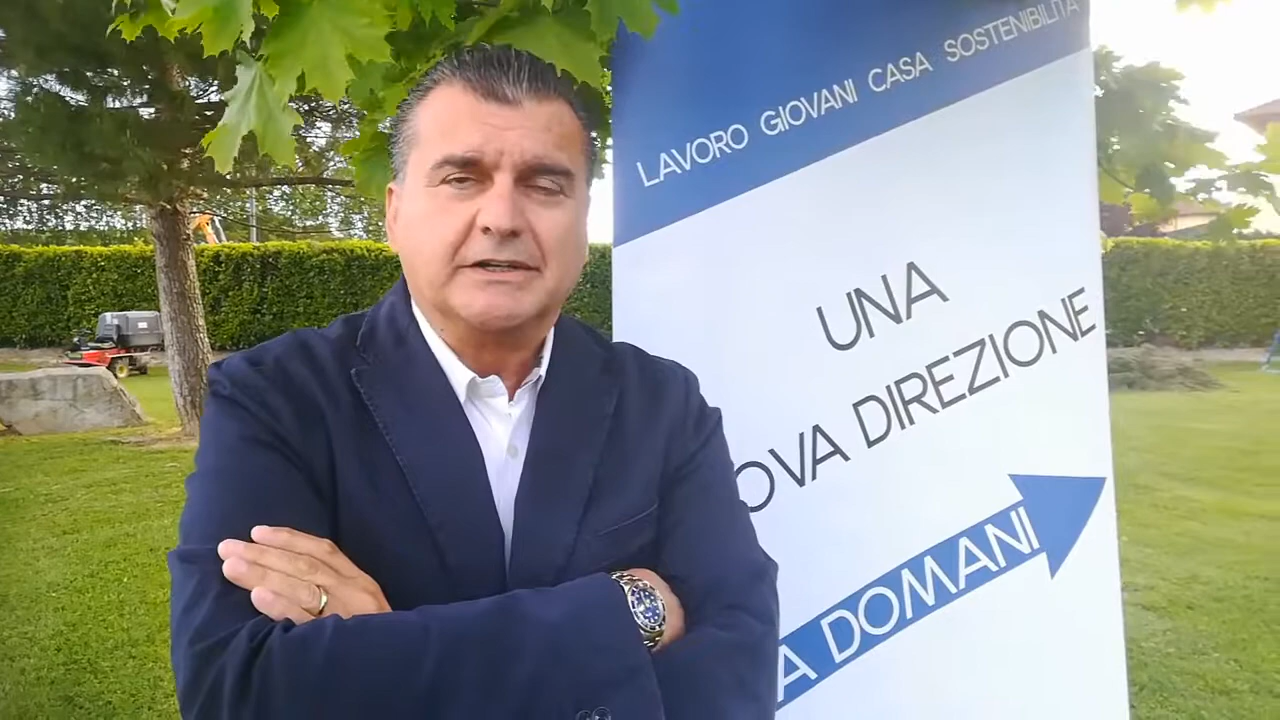 LAVORO GIOVANI CASA SOSTENIBILITÀ
UNA
OVA DIREZIONE
A DOMANI